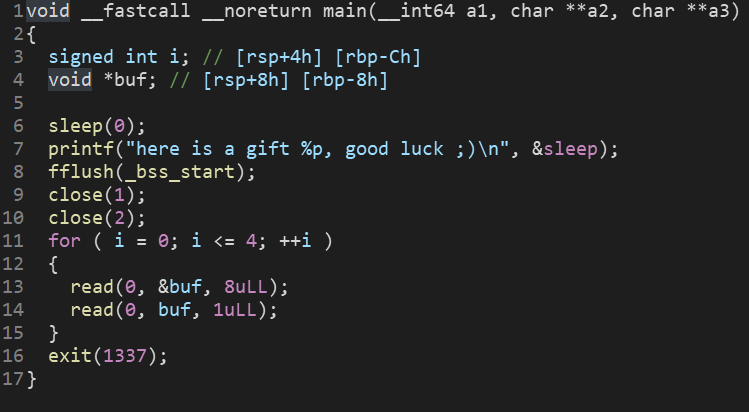 1 void __fastcall __noreturn main(__int64 a1, char **a2, char **a3)
2 {
3   signed int i; // [rsp+4h] [rbp-Ch]
4   void *buf; // [rsp+8h] [rbp-8h]
5
6   sleep(0);
7   printf("here is a gift %p, good luck ;)\n", &sleep);
8   fflush(_bss_start);
9   close(1);
10   close(2);
11   for ( i = 0; i <= 4; ++i )
12   {
13     read(0, &buf, 8uLL);
14     read(0, buf, 1uLL);
15   }
16   exit(1337);
17 }